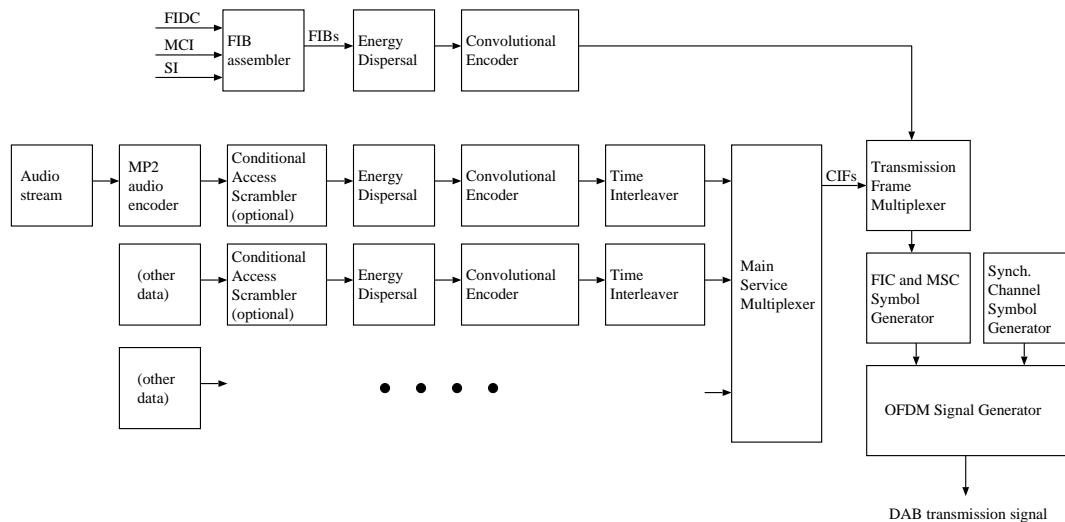 FIDC
MCI
SI
FIB
assembler
FIBs
Energy
Dispersal
Convolutional
Encoder
Audio
stream
MP2
audio
encoder
Conditional
Access
Scrambler
(optional)
Energy
Dispersal
Convolutional
Encoder
Time
Interleaver
(other
data)
Conditional
Access
Scrambler
(optional)
Energy
Dispersal
Convolutional
Encoder
Time
Interleaver
(other
data)
Main
Service
Multiplexer
CIFs
Transmission
Frame
Multiplexer
FIC and MSC
Symbol
Generator
Synch.
Channel
Symbol
Generator
OFDM Signal Generator
DAB transmission signal